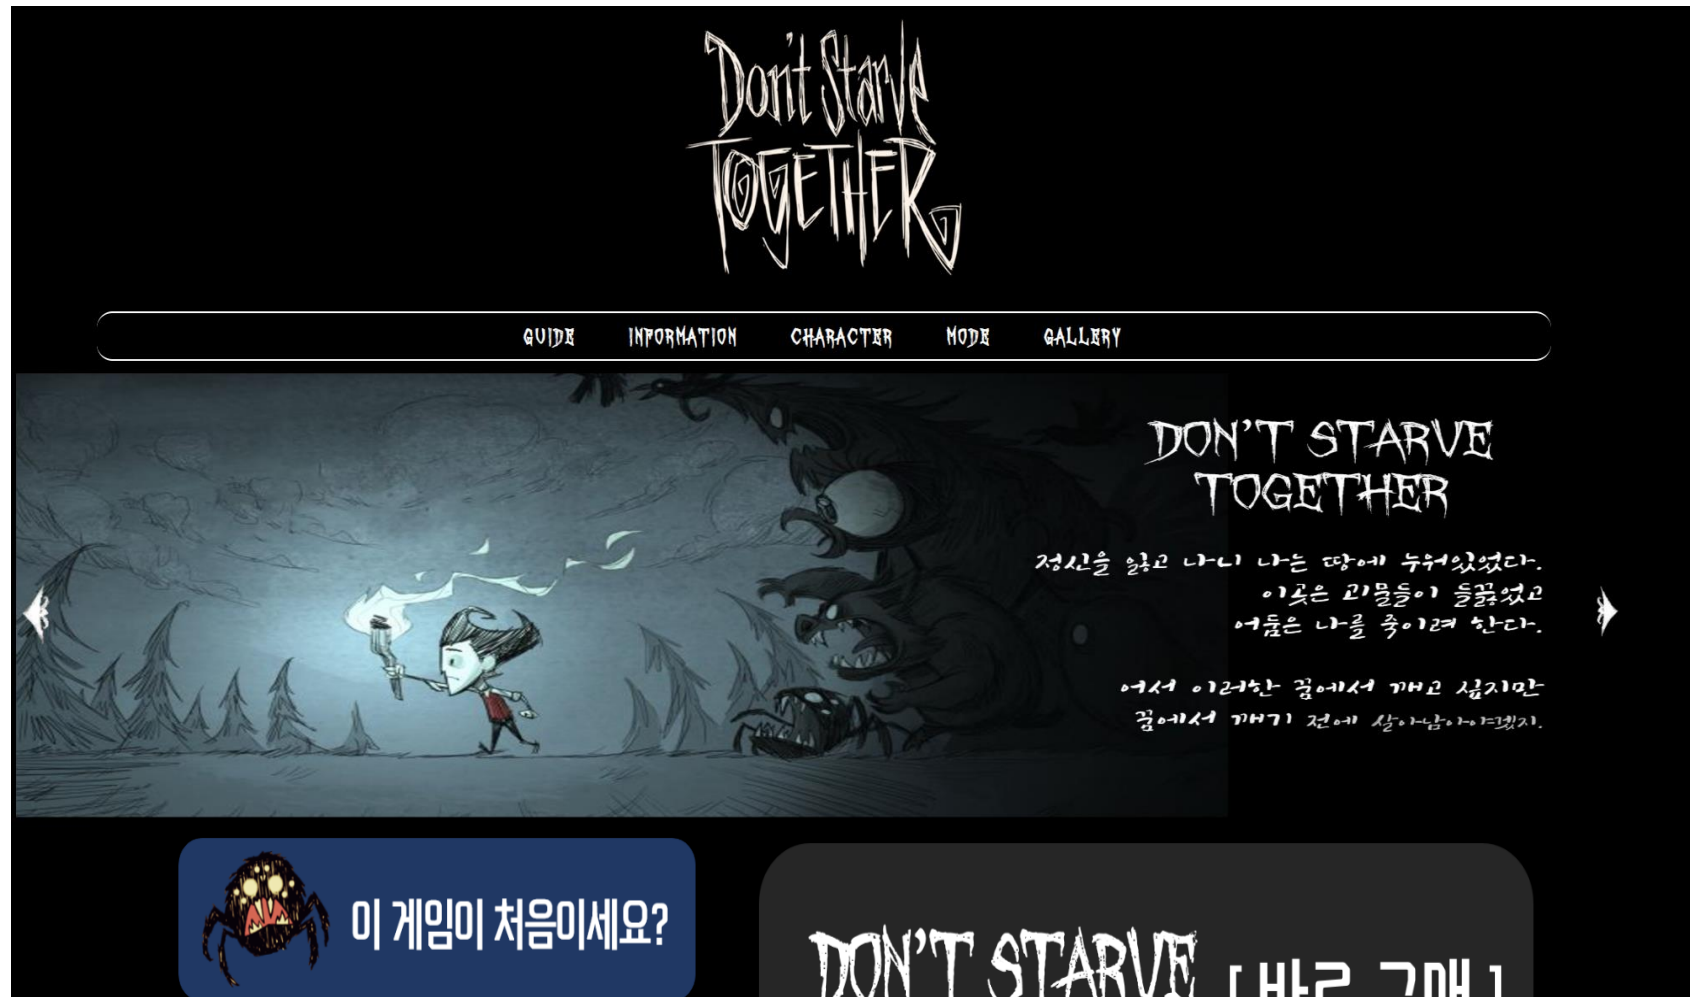 Don't Starve
TOGETHER
GUIDE
INFORMATION
CHARACTER
MODE
GALLERY
DON'T STARVE
TOGETHER
정신을 잃고 나니 나는 땅에 누워있었다.
이곳은 괴물들이 들끓었고
어둠은 나를 죽이려 한다.
어서 이러한 꿈에서 깨고 싶지만
꿈에서 깨기 전에 살아남아야겠지.
이 게임이 처음이세요?
DON'T STARVE
[ 바로 구매 ]